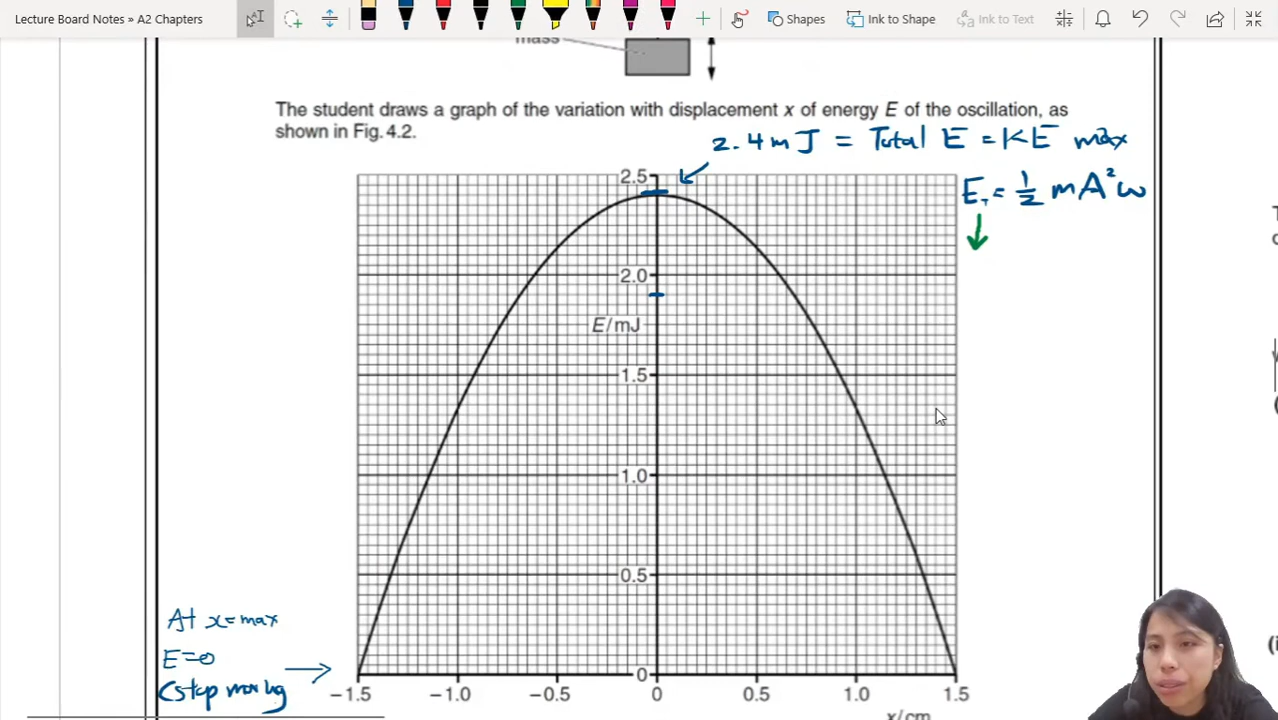 Lecture Board Notes » A2 Chapters
Shapes
Ink to Shape
Ink to Text
mass
The student draws a graph of the variation with displacement x of energy E of the oscillation, as
shown in Fig. 4.2.
2.4 mJ = Total E = KE max
E_T = 1/2 mA²ω
2.5
2.0
E/mJ
1.5
1.0
0.5
0
At x=max
E=0
(stop moving
−1.5 −1.0 −0.5 0 0.5 1.0 1.5
x/cm